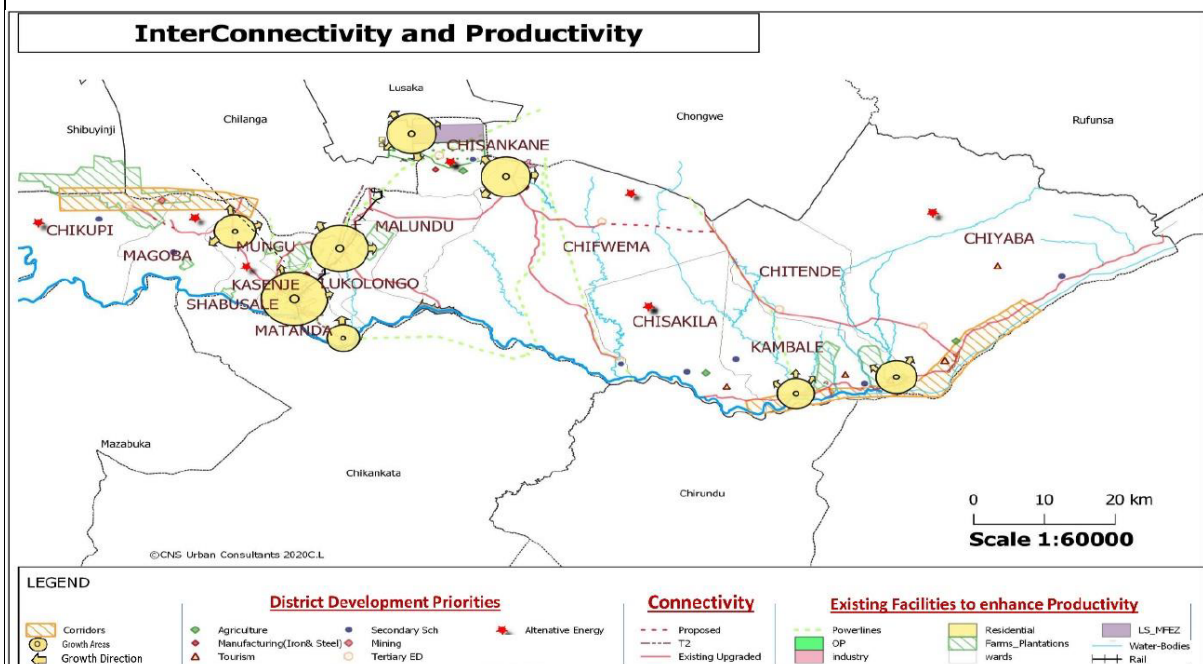 InterConnectivity and Productivity
Lusaka
Shibuyinji
Chilanga
Chongwe
Rufunsa
CHISANKANE
CHIKUPI
MAGOBA
MUNGU
MALUNDU
KASENJE
LUKOLONGO
SHABUSALE
MATANDA
CHIFWEMA
CHITENDE
CHIYABA
CHISAKILA
KAMBALE
Mazabuka
Chikankata
Chirundu
0 10 20 km
Scale 1:60000
©CNS Urban Consultants 2020C.L
LEGEND
Corridors
Growth Areas
Growth Direction
District Development Priorities
Agriculture
Manufacturing(Iron& Steel)
Tourism
Secondary Sch
Mining
Tertiary ED
Altenative Energy
Connectivity
Proposed
T2
Existing Upgraded
Existing Facilities to enhance Productivity
Powerlines
OP
industry
Residential
Farms_Plantations
wards
LS_MFEZ
Water-Bodies
Rail